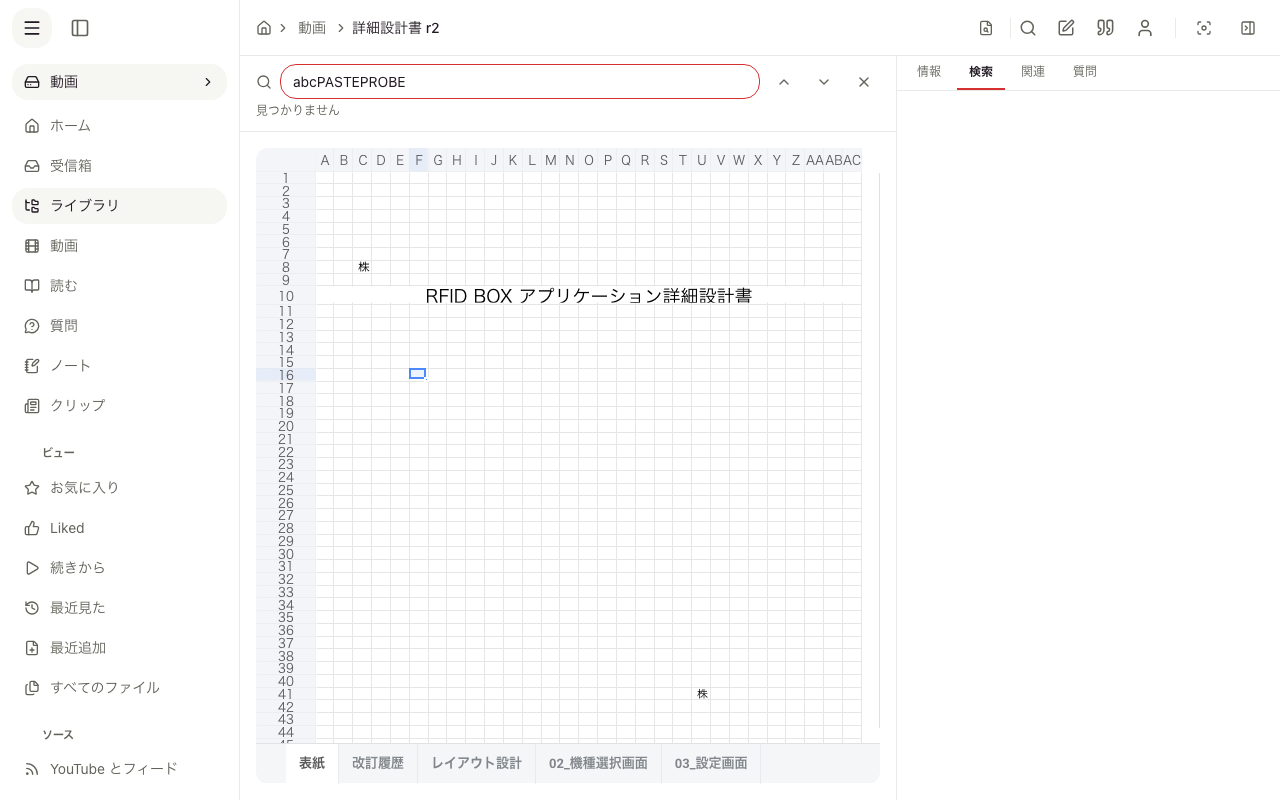 動画 詳細設計書 r2
動画
abcPASTEPROBE
見つかりません
情報 検索 関連 質問
ホーム
受信箱
ライブラリ
動画
読む
質問
ノート
クリップ
ビュー
お気に入り
Liked
続きから
最近見た
最近追加
すべてのファイル
ソース
YouTube とフィード
A B C D E F G H I J K L M N O P Q R S T U V W X Y Z AA AB AC
1
2
3
4
5
6
7
8 株
9
10 RFID BOX アプリケーション詳細設計書
11
12
13
14
15
16
17
18
19
20
21
22
23
24
25
26
27
28
29
30
31
32
33
34
35
36
37
38
39
40
41 株
42
43
44
45
表紙 改訂履歴 レイアウト設計 02_機種選択画面 03_設定画面